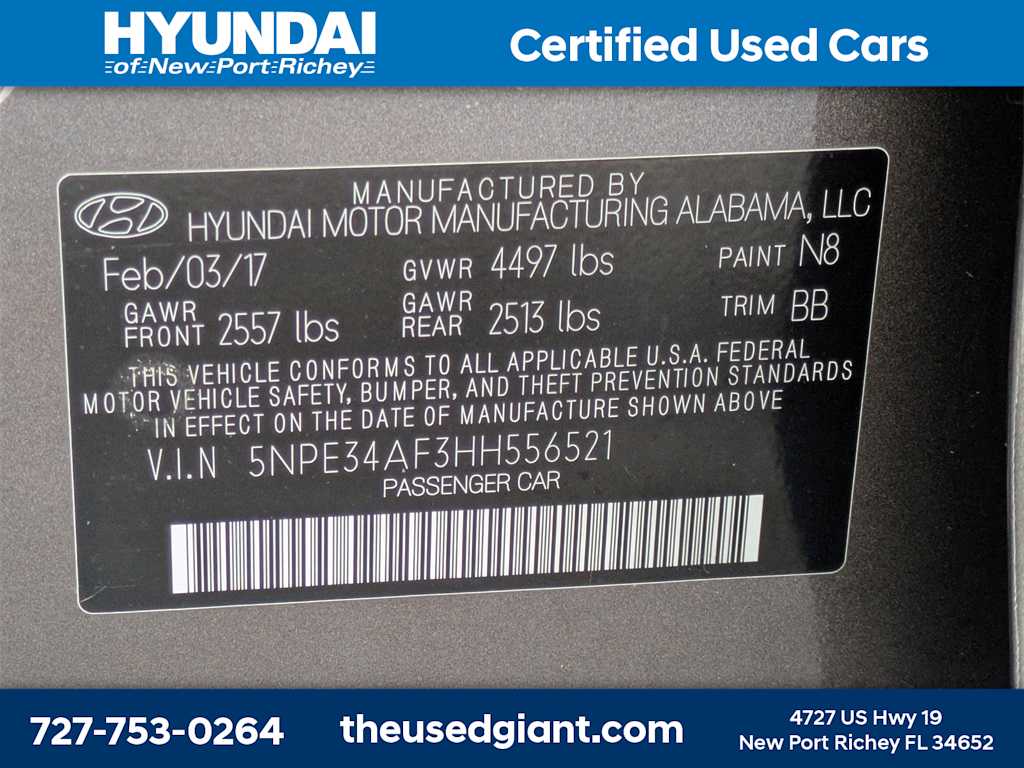 HYUNDAI
of New Port Richey
Certified Used Cars
MANUFACTURED BY
HYUNDAI MOTOR MANUFACTURING ALABAMA, LLC
Feb/03/17 GVWR 4497 lbs PAINT N8
GAWR FRONT 2557 lbs GAWR REAR 2513 lbs TRIM BB
THIS VEHICLE CONFORMS TO ALL APPLICABLE U.S.A. FEDERAL
MOTOR VEHICLE SAFETY, BUMPER, AND THEFT PREVENTION STANDARDS
IN EFFECT ON THE DATE OF MANUFACTURE SHOWN ABOVE
V.I.N 5NPE34AF3HH556521
PASSENGER CAR
727-753-0264
theusedgiant.com
4727 US Hwy 19
New Port Richey FL 34652